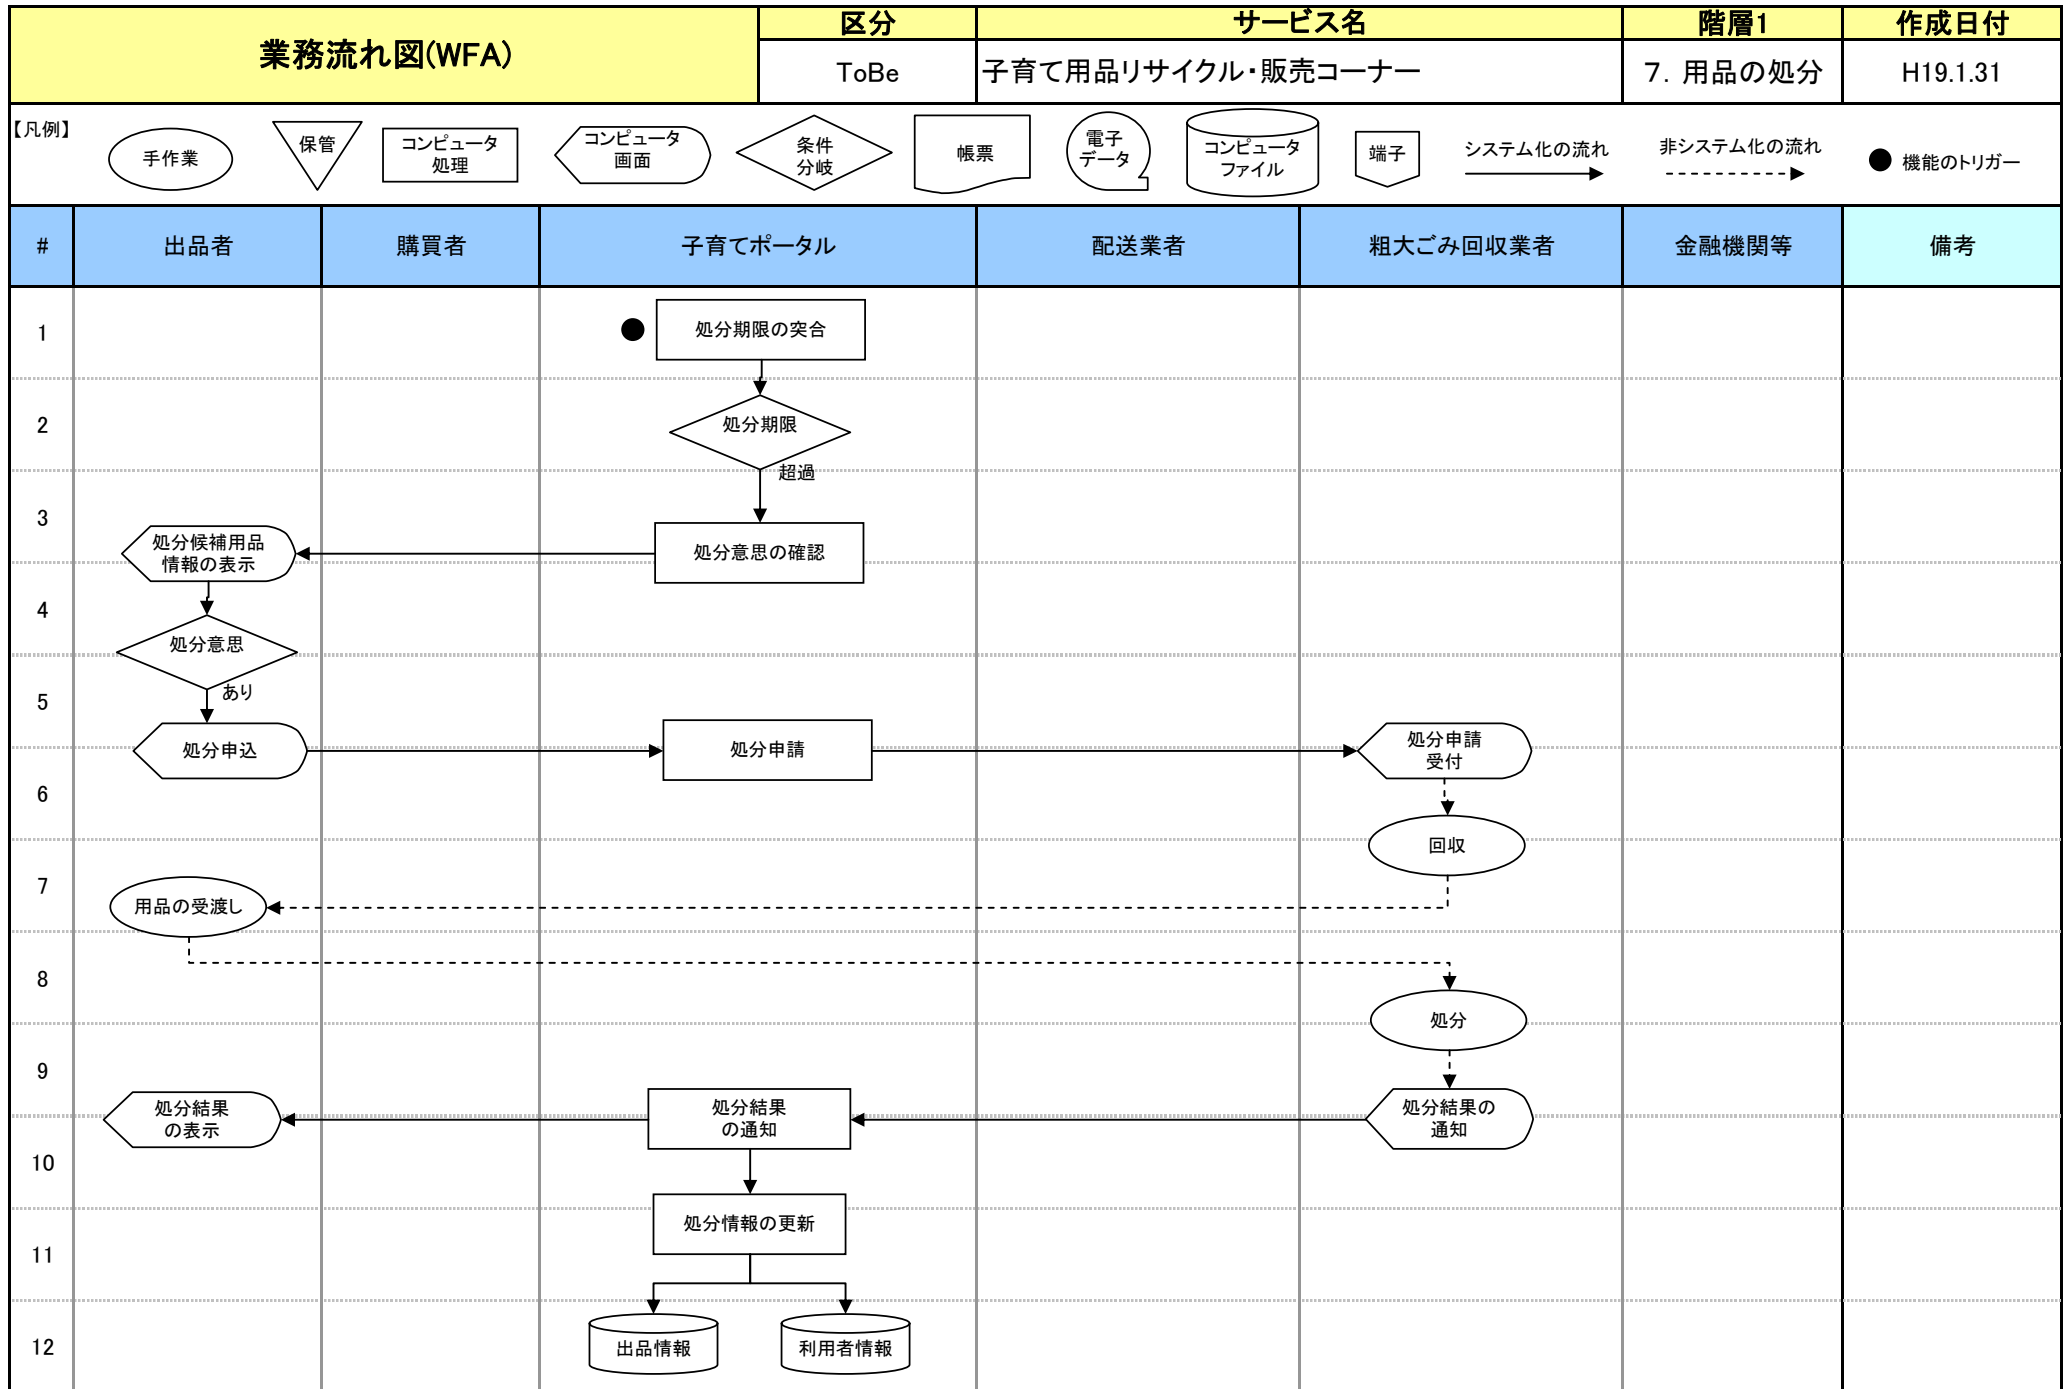 業務流れ図(WFA)
区分
サービス名
階層1
作成日付
ToBe
子育て用品リサイクル・販売コーナー
7. 用品の処分
H19.1.31
【凡例】
手作業
保管
コンピュータ
処理
コンピュータ
画面
条件
分岐
帳票
電子
データ
コンピュータ
ファイル
端子
システム化の流れ
非システム化の流れ
機能のトリガー
#
出品者
購買者
子育てポータル
配送業者
粗大ごみ回収業者
金融機関等
備考
1
処分期限の突合
2
処分期限
超過
3
処分候補用品
情報の表示
処分意思の確認
4
処分意思
あり
5
処分申込
処分申請
処分申請
受付
6
回収
7
用品の受渡し
8
処分
9
処分結果
の表示
処分結果
の通知
処分結果の
通知
10
処分情報の更新
11
12
出品情報
利用者情報